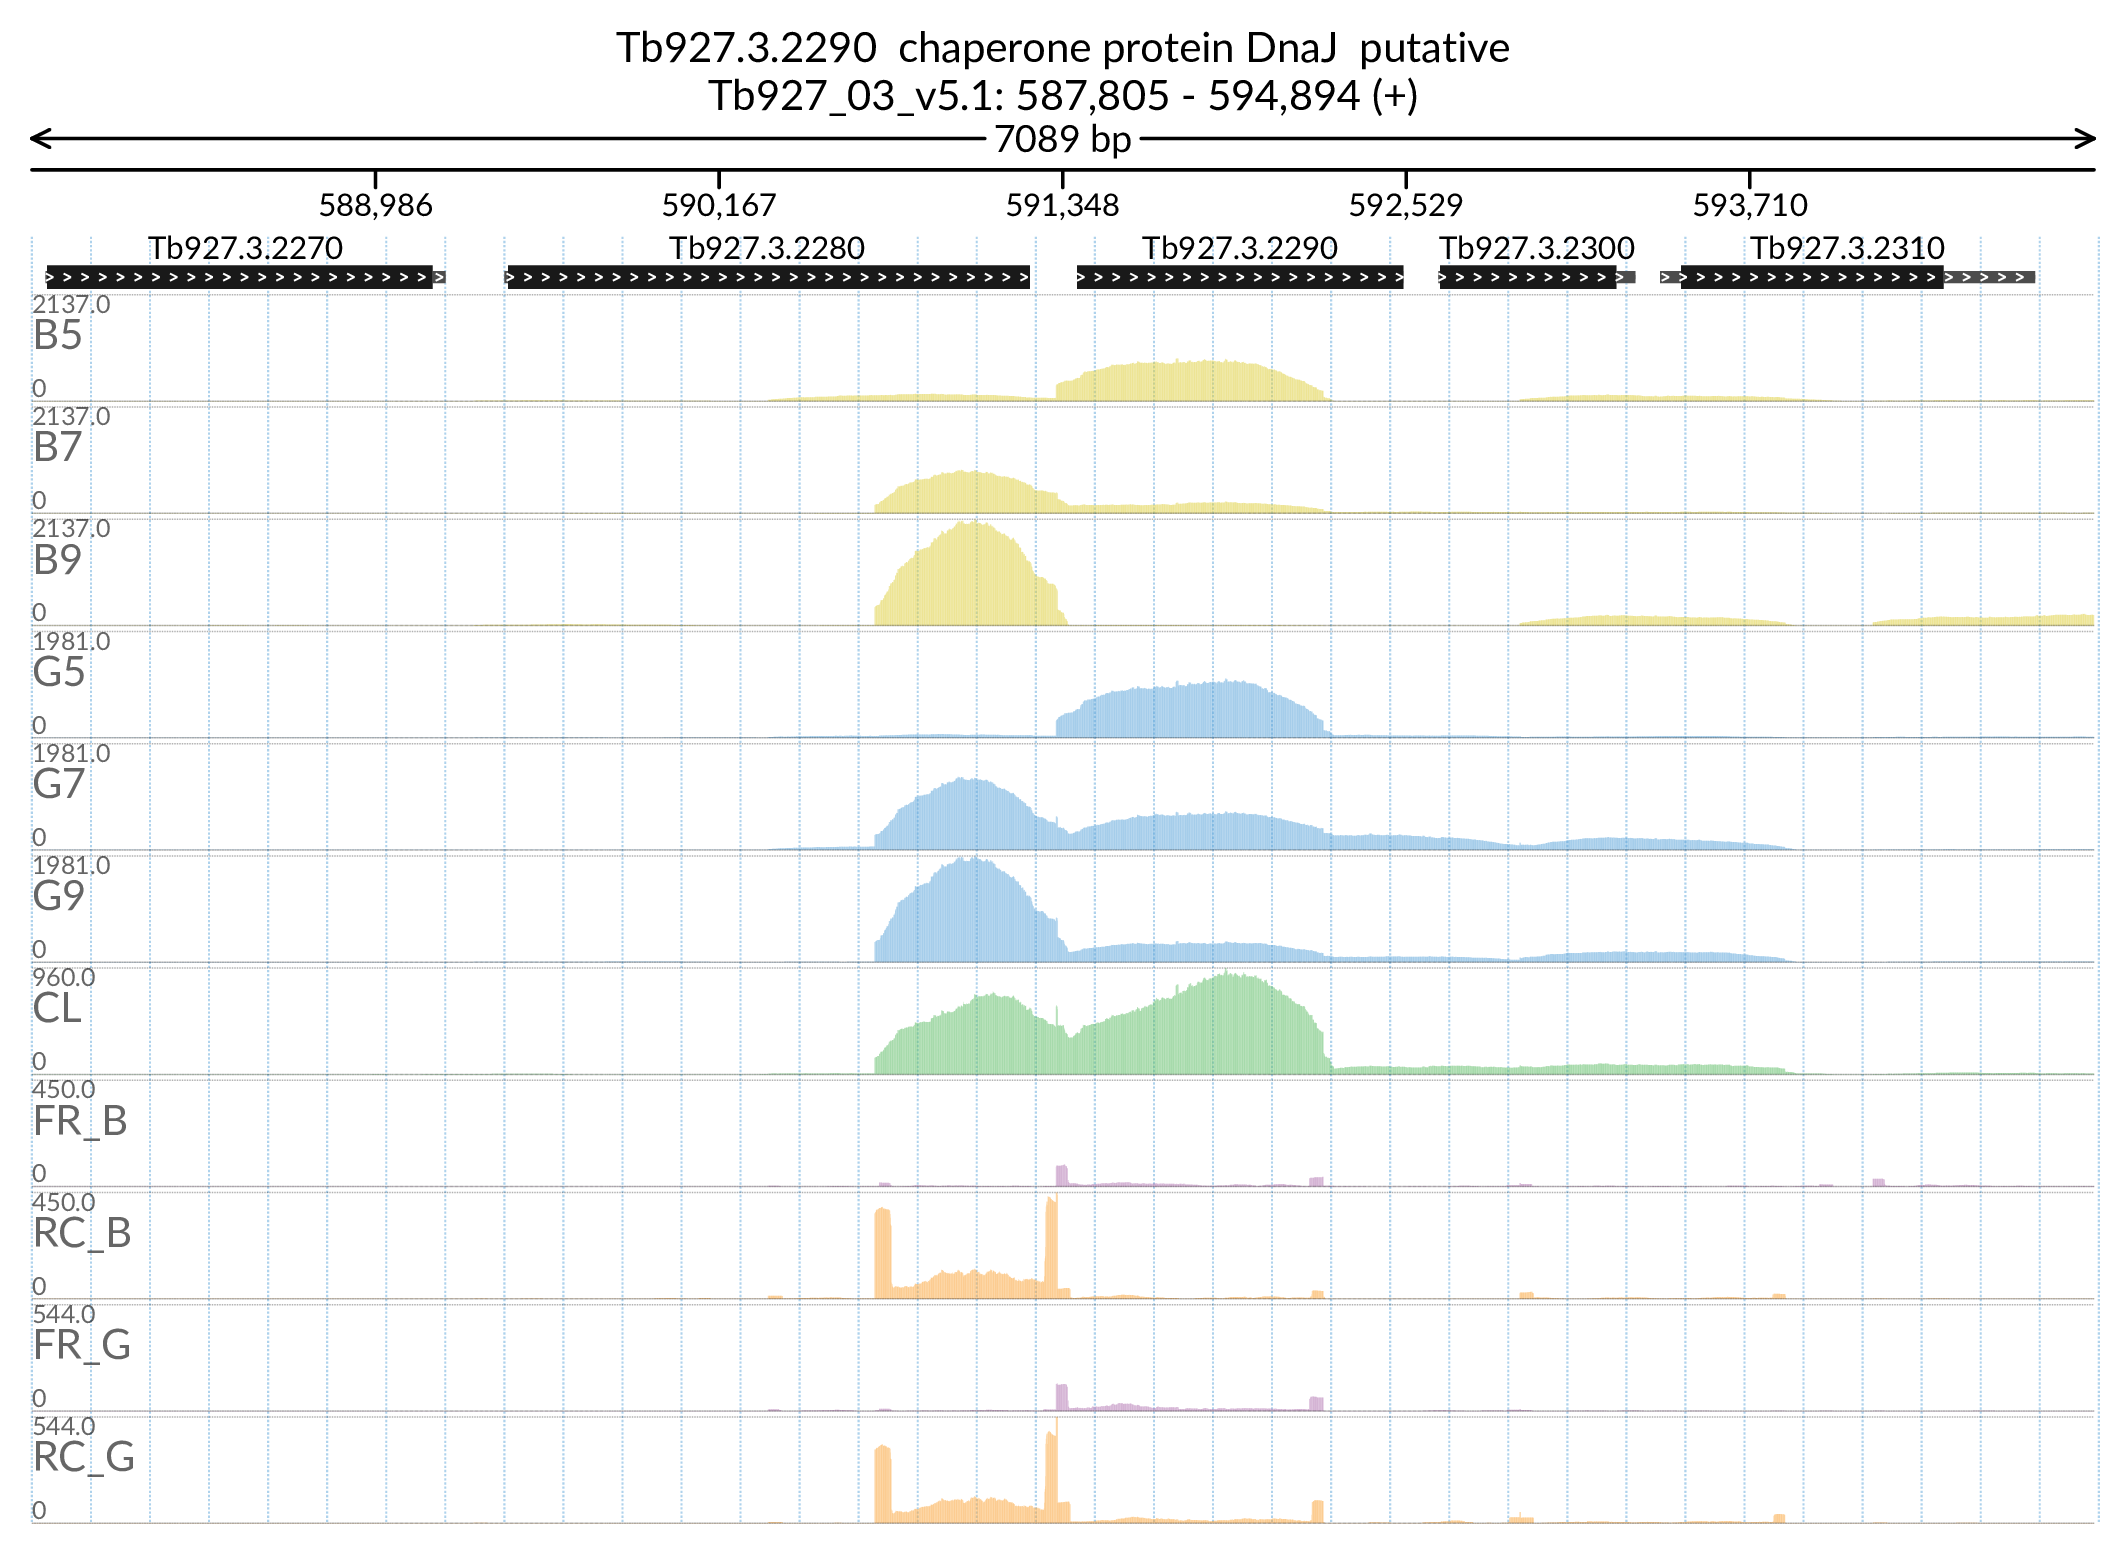 Tb927.3.2290 chaperone protein DnaJ putative
Tb927_03_v5.1: 587,805 - 594,894 (+)
7089 bp
588,986 590,167 591,348 592,529 593,710
Tb927.3.2270 Tb927.3.2280 Tb927.3.2290 Tb927.3.2300 Tb927.3.2310
2137.0
B5
0
2137.0
B7
0
2137.0
B9
0
1981.0
G5
0
1981.0
G7
0
1981.0
G9
0
960.0
CL
0
450.0
FR_B
0
450.0
RC_B
0
544.0
FR_G
0
544.0
RC_G
0